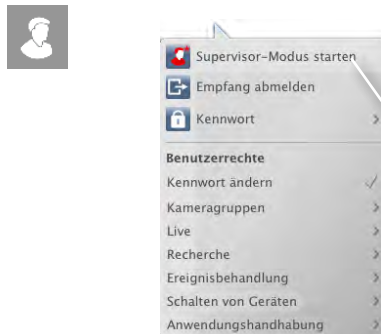 Supervisor-Modus starten
Empfang abmelden
Kennwort
Benutzerrechte
Kennwort ändern
Kameragruppen
Live
Recherche
Ereignisbehandlung
Schalten von Geräten
Anwendungshandhabung